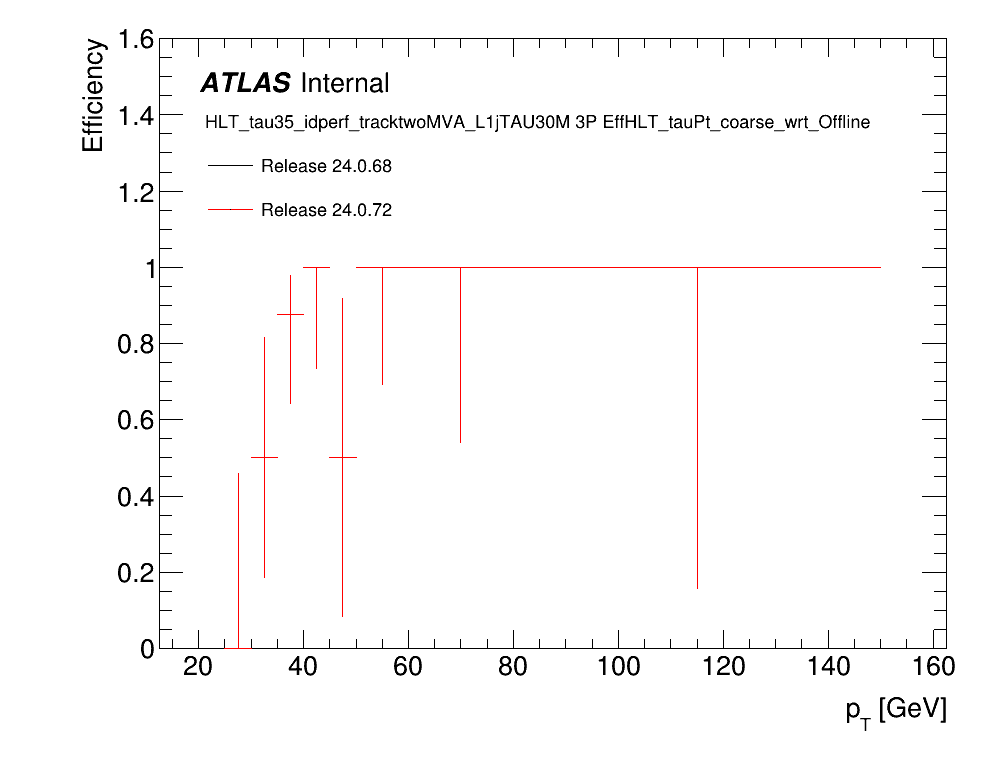 1.6
ATLAS Internal
HLT_tau35_idperf_tracktwoMVA_L1jTAU30M 3P EffHLT_tauPt_coarse_wrt_Offline
Release 24.0.68
Release 24.0.72
Efficiency
1.4
1.2
1
0.8
0.6
0.4
0.2
0
20 40 60 80 100 120 140 160
p_T [GeV]